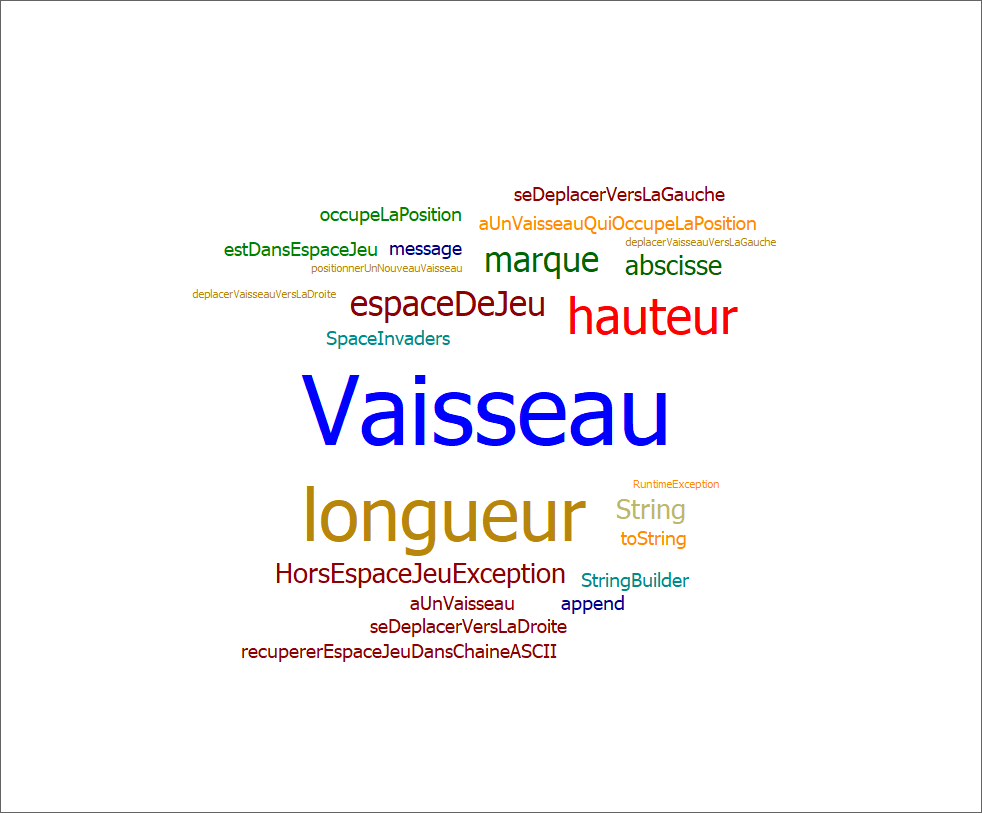 seDeplacerVersLaGauche
occupeLaPosition aUnVaisseauQuiOccupeLaPosition
deplacerVaisseauVersLaGauche
estDansEspaceJeu message marque abscisse
positionnerUnNouveauVaisseau
deplacerVaisseauVersLaDroite espaceDeJeu hauteur
SpaceInvaders
Vaisseau
RuntimeException
longueur String
toString
HorsEspaceJeuException StringBuilder
aUnVaisseau append
seDeplacerVersLaDroite
recupererEspaceJeuDansChaineASCII